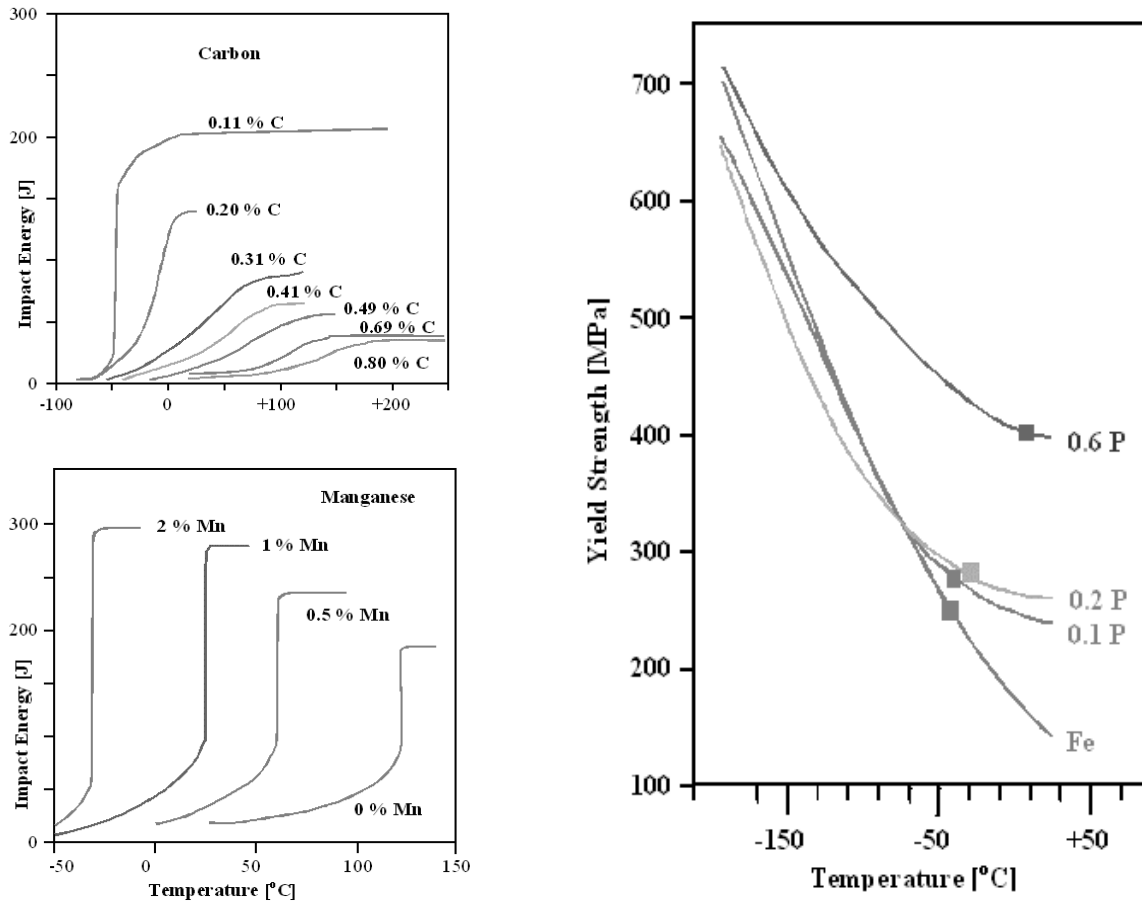 300
Carbon
0.11 % C
200
0.20 % C
Impact Energy [J]
0.31 % C
0.41 % C
0.49 % C
0.69 % C
0.80 % C
0
-100
0
+100
+200
Manganese
300
2 % Mn
1 % Mn
0.5 % Mn
200
Impact Energy [J]
0 % Mn
0
-50
0
50
100
150
Temperature [°C]
700
600
500
400
300
200
100
Yield Strength [MPa]
0.6 P
0.2 P
0.1 P
Fe
-150
-50
+50
Temperature [°C]